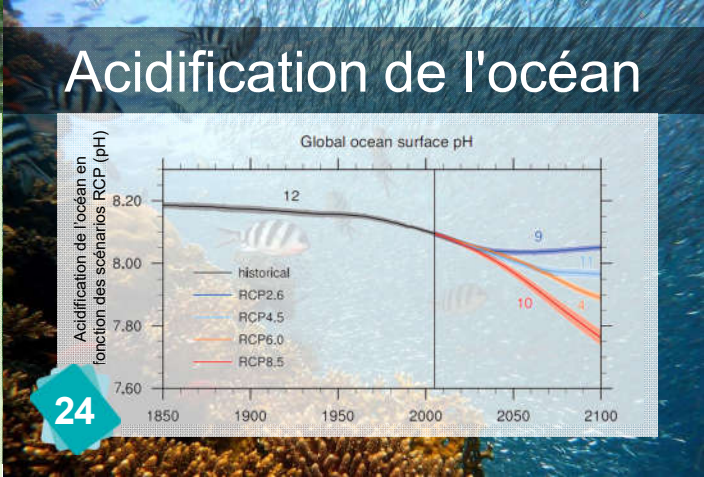 Acidification de l'océan
Global ocean surface pH
Acidification de l'océan en
fonction des scénarios RCP (pH)
8.20
8.00
7.80
7.60
12
9
11
4
10
historical
RCP2.6
RCP4.5
RCP6.0
RCP8.5
1850
1900
1950
2000
2050
2100
24